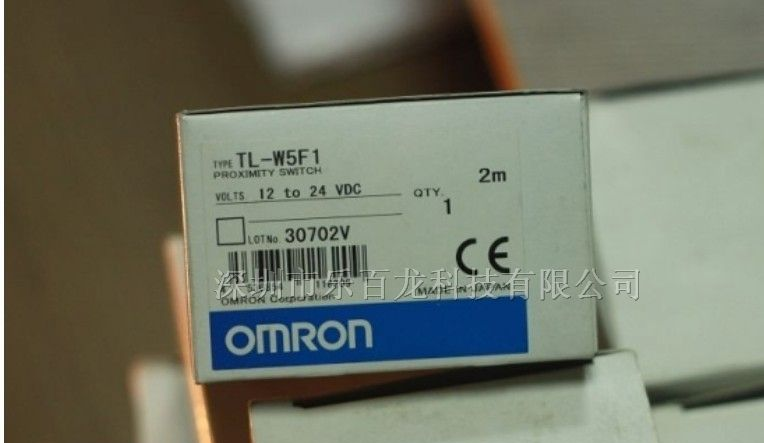 TYPE TL-W5F1
PROXIMITY SWITCH
2m
VOLTS 12 to 24 VDC
QTY.
1
LOT No. 30702V
CE
深圳市乐百龙科技有限公司
MADE IN JAPAN
OMRON Corporation
OMRON